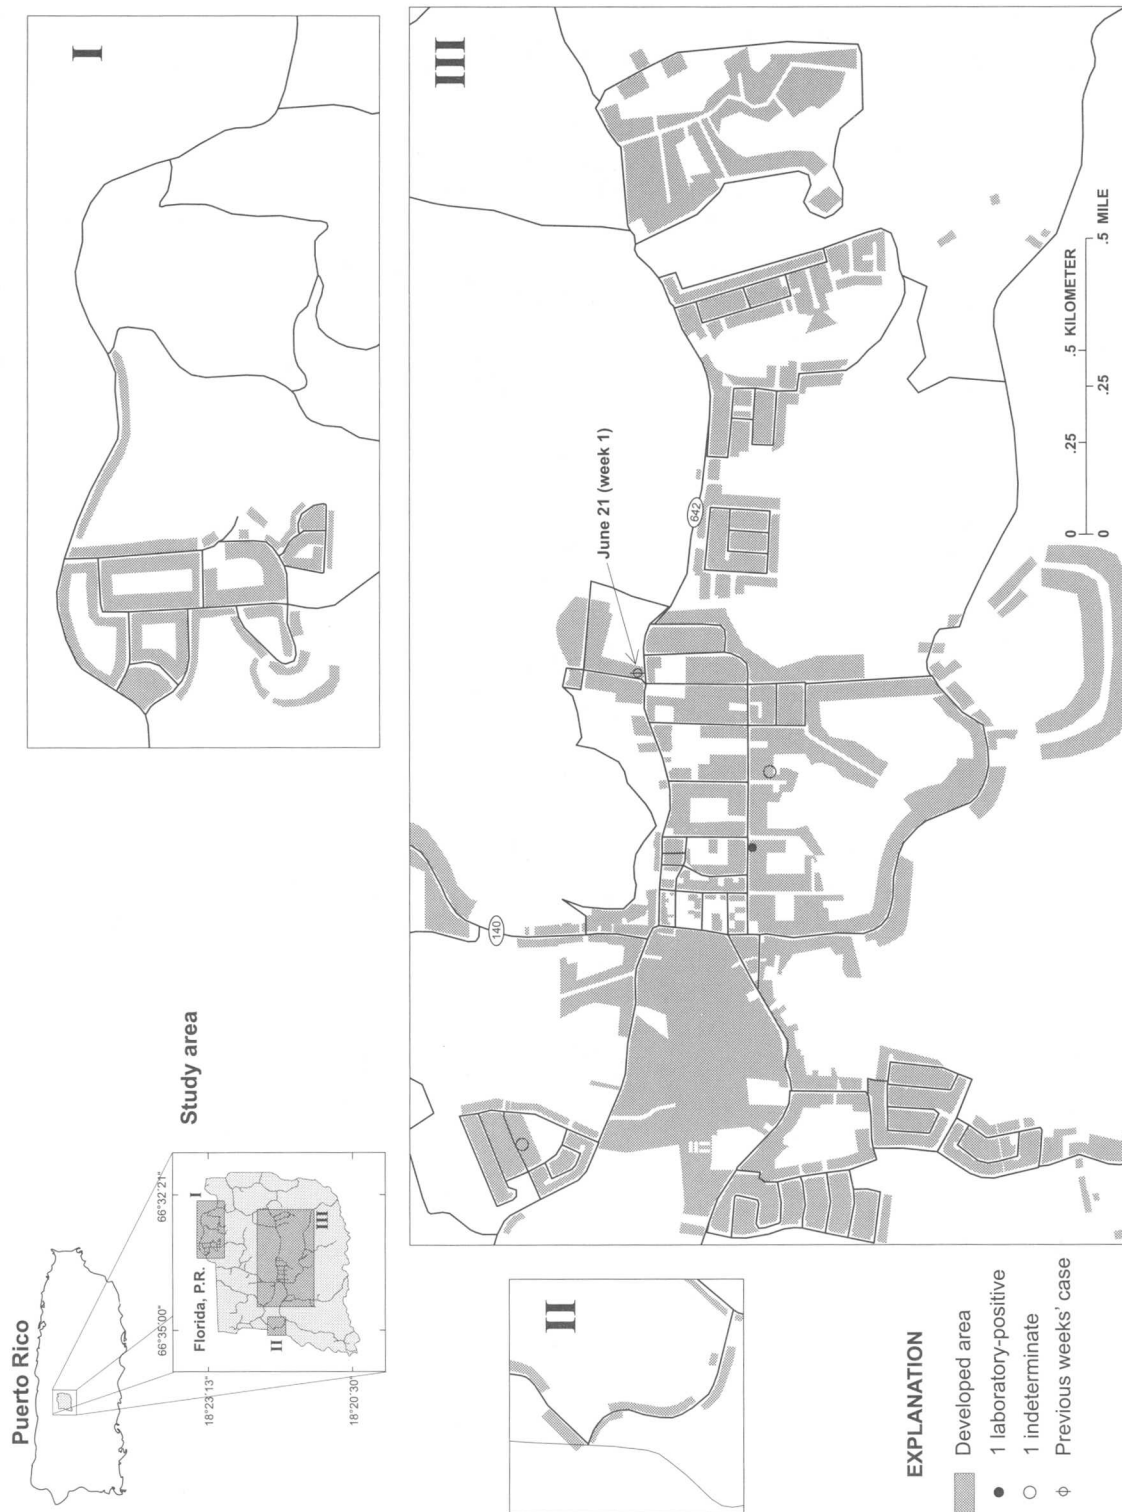 Puerto Rico
Study area
66°35'00"
66°32'21"
18°23'13"
18°20'30"
Florida, P.R.
I
II
III
I
II
III
140
642
June 21 (week 1)
0 .25 .5 KILOMETER
0 .25 .5 MILE
EXPLANATION
Developed area
1 laboratory-positive
1 indeterminate
Previous weeks' case